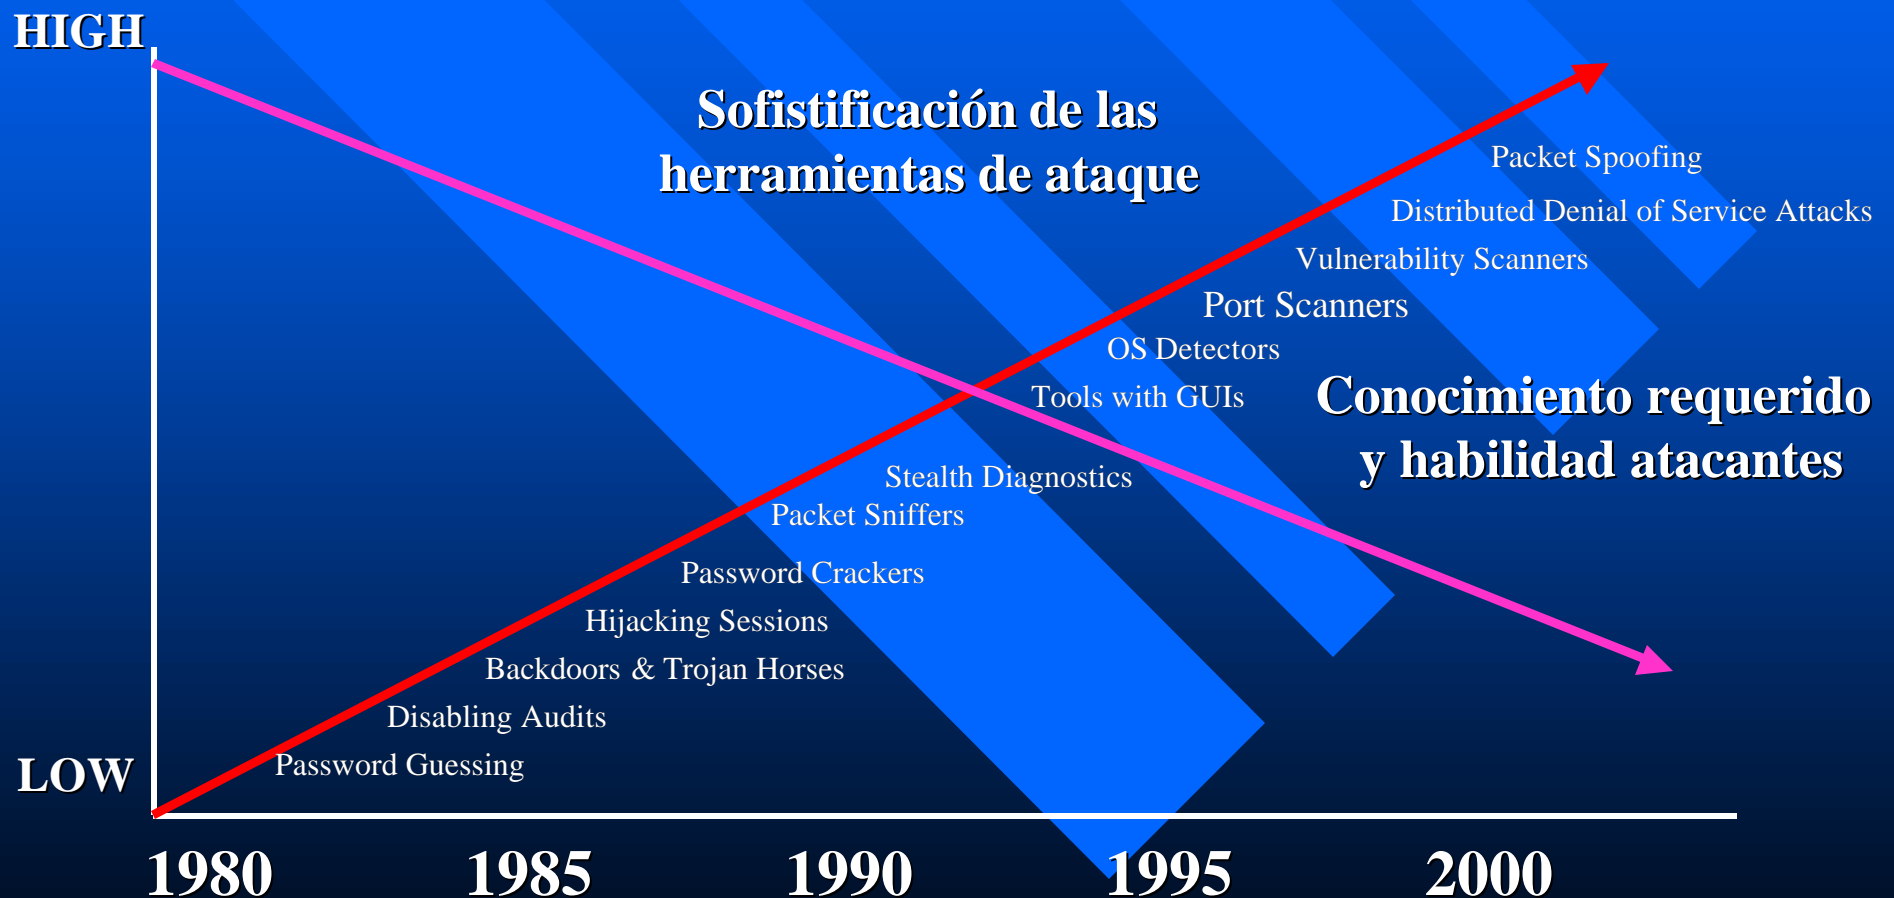 HIGH
Sofistificación de las
herramientas de ataque
Packet Spoofing
Distributed Denial of Service Attacks
Vulnerability Scanners
Port Scanners
OS Detectors
Tools with GUIs
Conocimiento requerido
y habilidad atacantes
Stealth Diagnostics
Packet Sniffers
Password Crackers
Hijacking Sessions
Backdoors & Trojan Horses
Disabling Audits
Password Guessing
LOW
1980 1985 1990 1995 2000